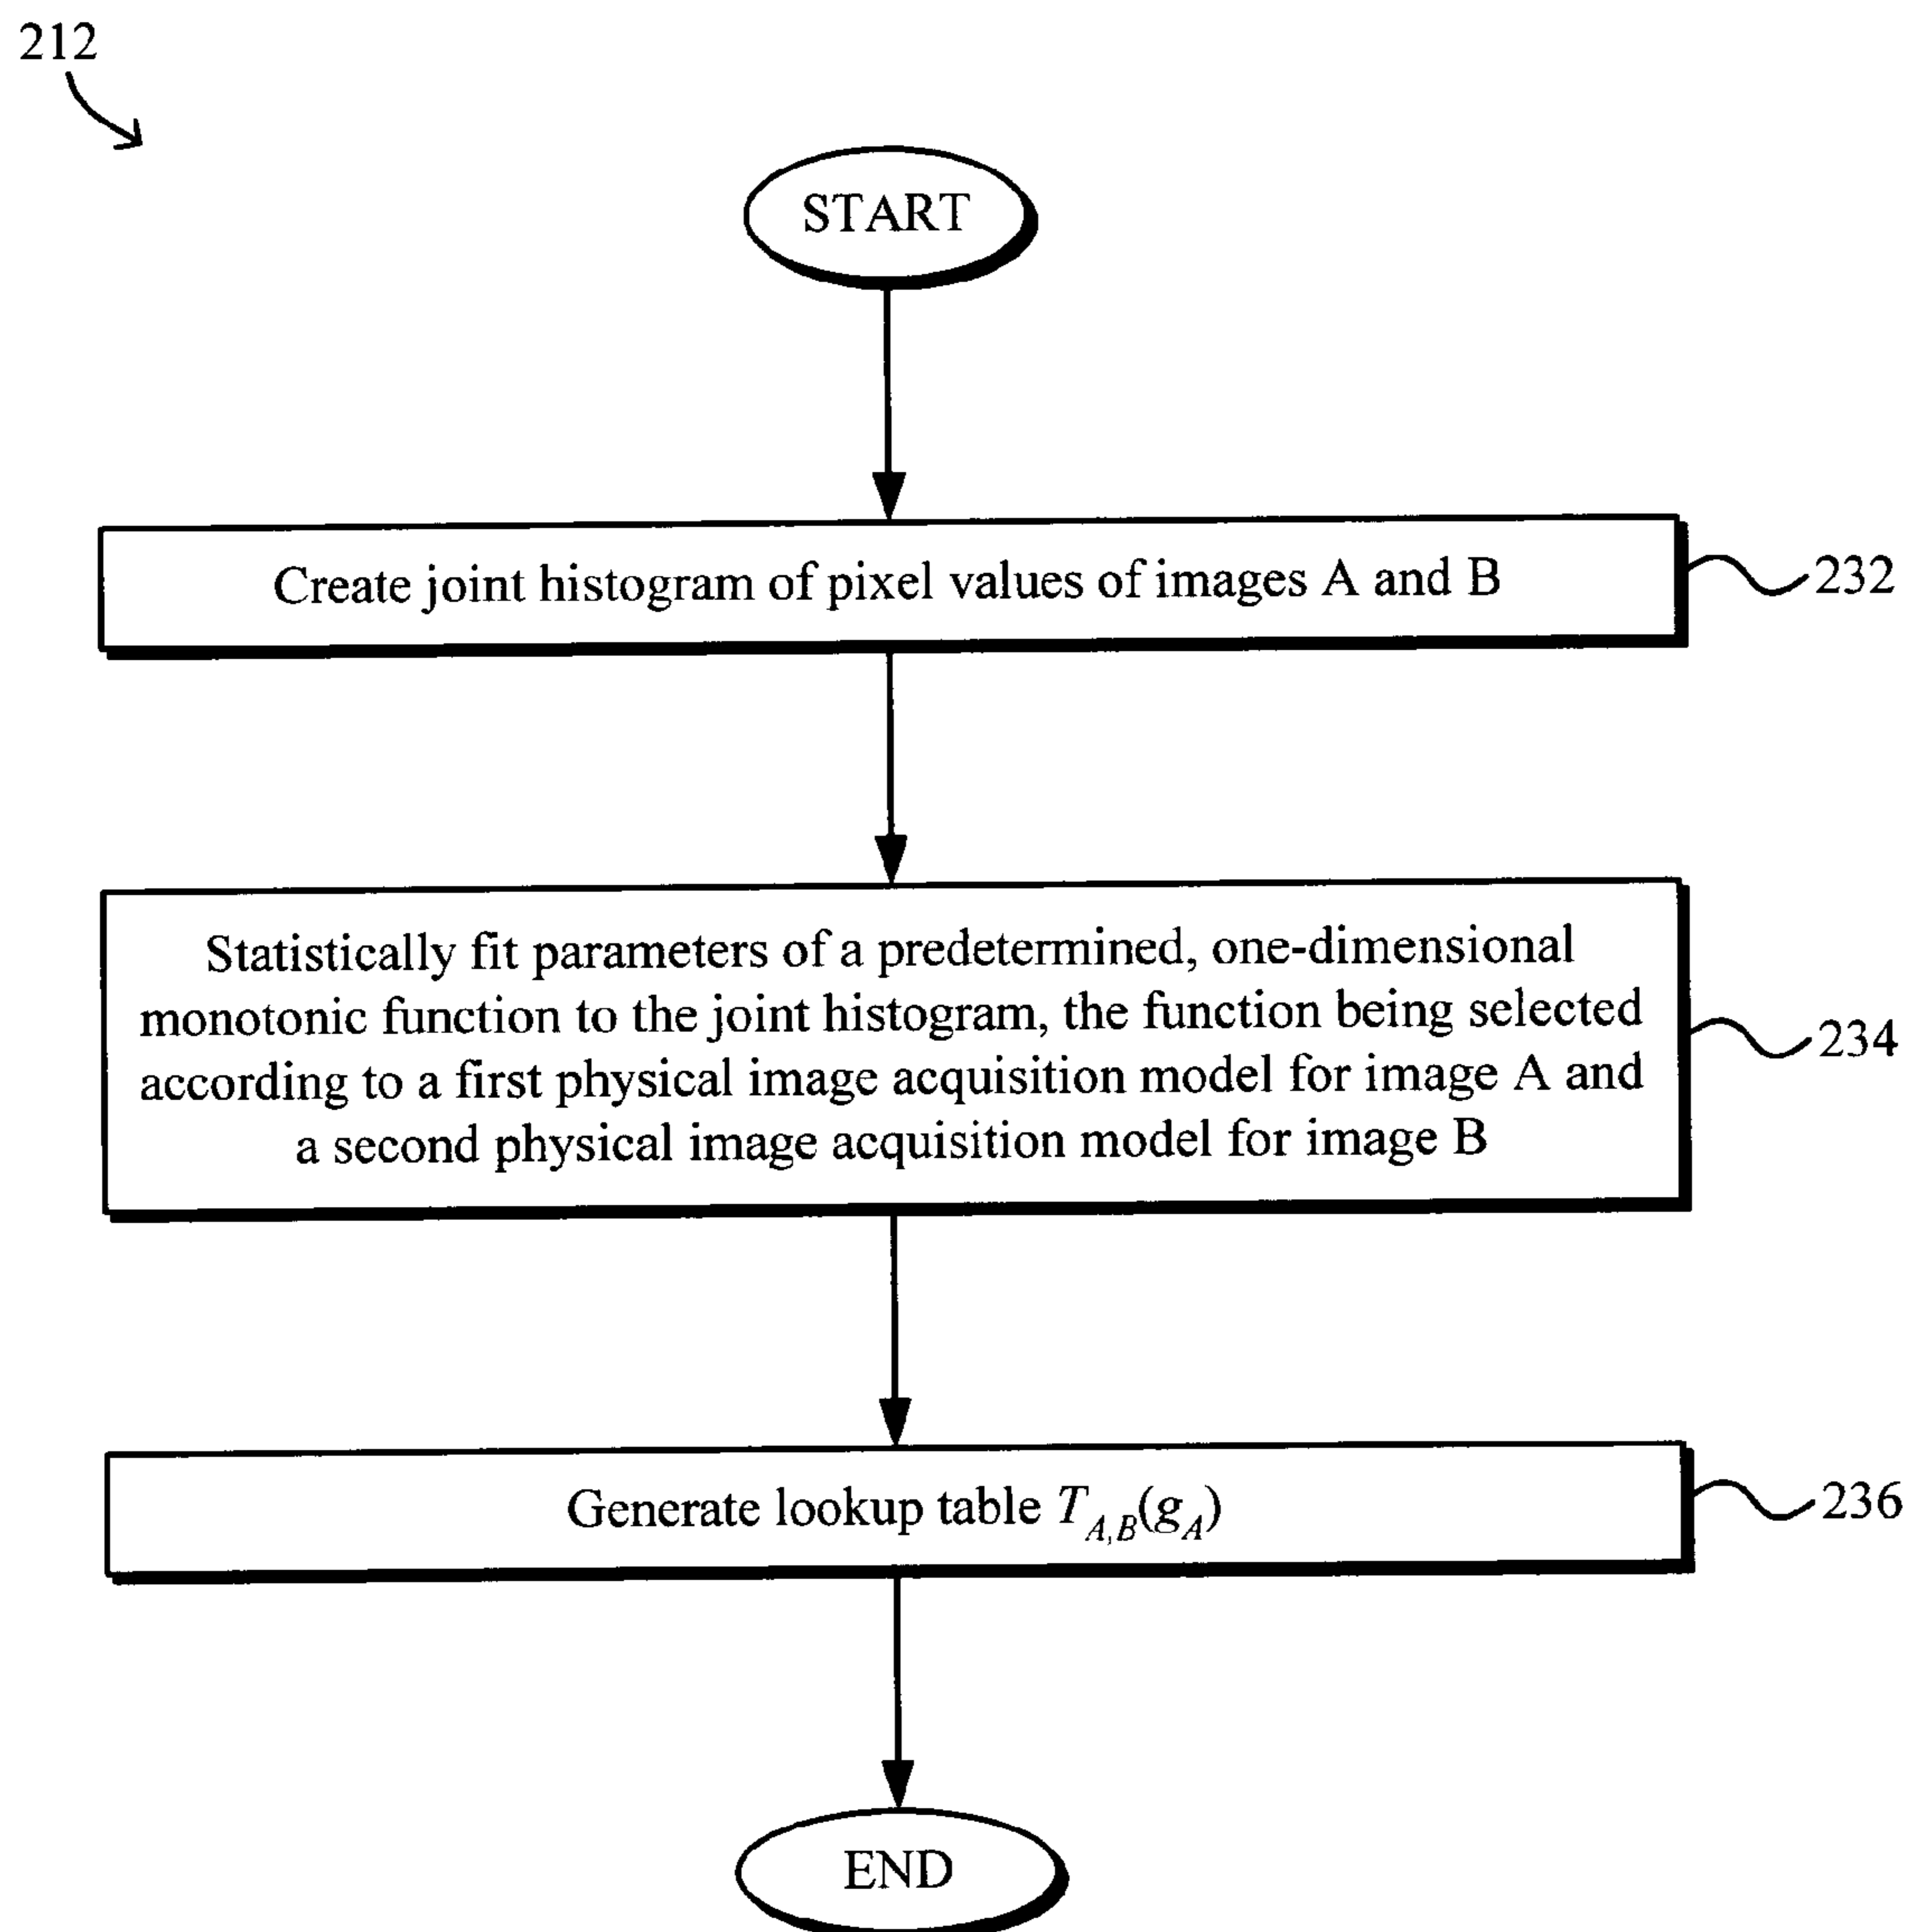 212
START
Create joint histogram of pixel values of images A and B
232
Statistically fit parameters of a predetermined, one-dimensional
monotonic function to the joint histogram, the function being selected
according to a first physical image acquisition model for image A and
a second physical image acquisition model for image B
234
Generate lookup table T_{A,B}(g_A)
236
END